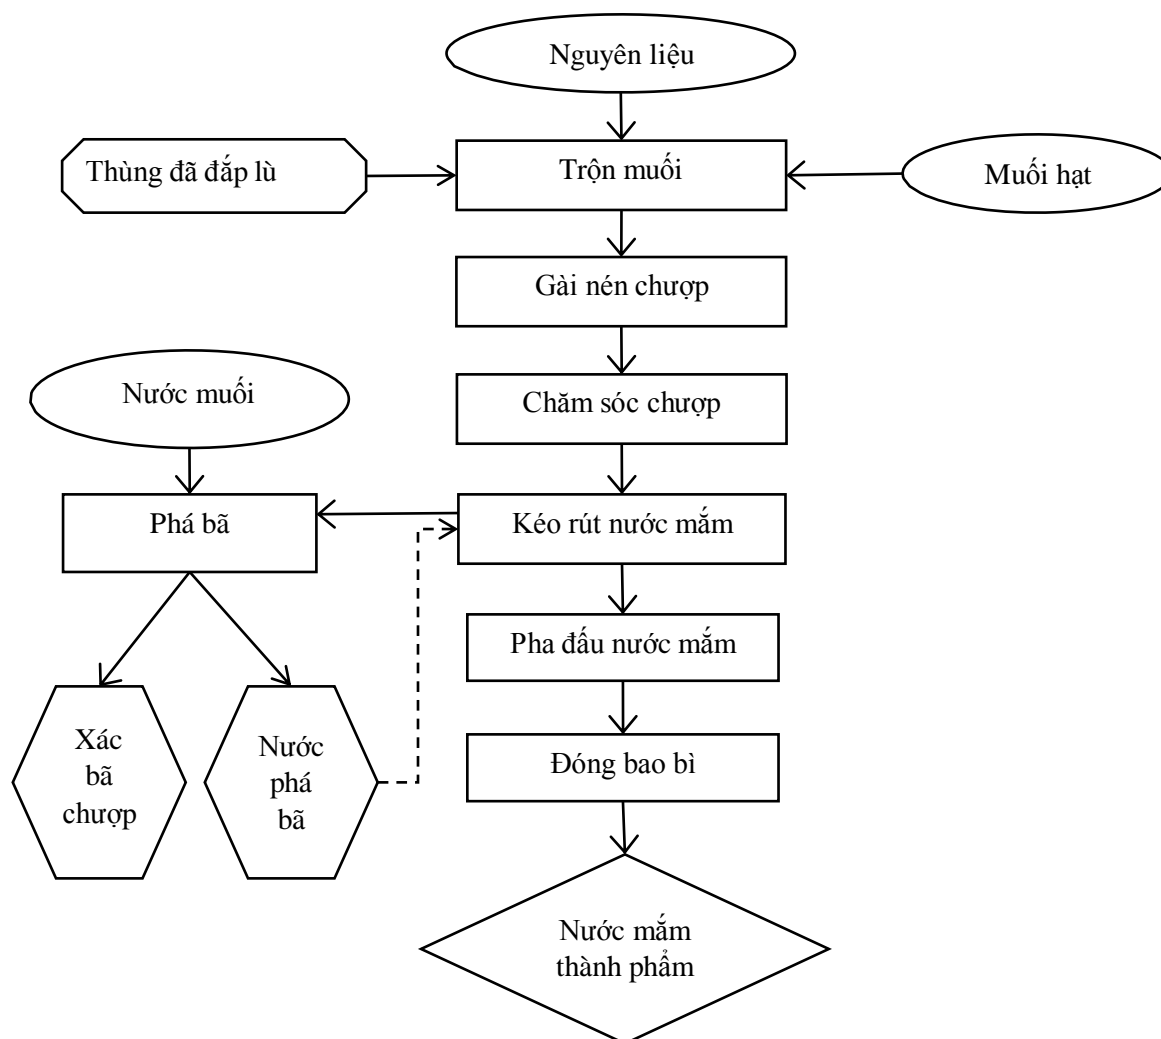 Nguyên liệu
Thùng đã đắp lù
Trộn muối
Muối hạt
Gài nén chượp
Nước muối
Chăm sóc chượp
Phá bã
Kéo rút nước mắm
Pha đấu nước mắm
Xác
bã
chượp
Nước
phá
bã
Đóng bao bì
Nước mắm
thành phẩm